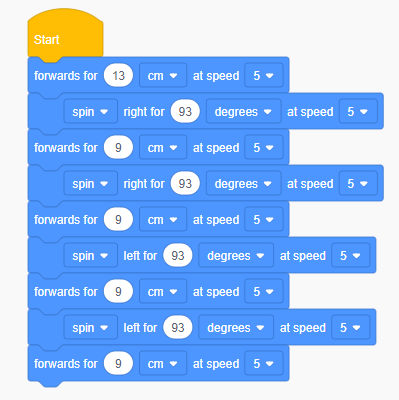 Start
forwards for 13 cm at speed 5
spin right for 93 degrees at speed 5
forwards for 9 cm at speed 5
spin right for 93 degrees at speed 5
forwards for 9 cm at speed 5
spin left for 93 degrees at speed 5
forwards for 9 cm at speed 5
spin left for 93 degrees at speed 5
forwards for 9 cm at speed 5